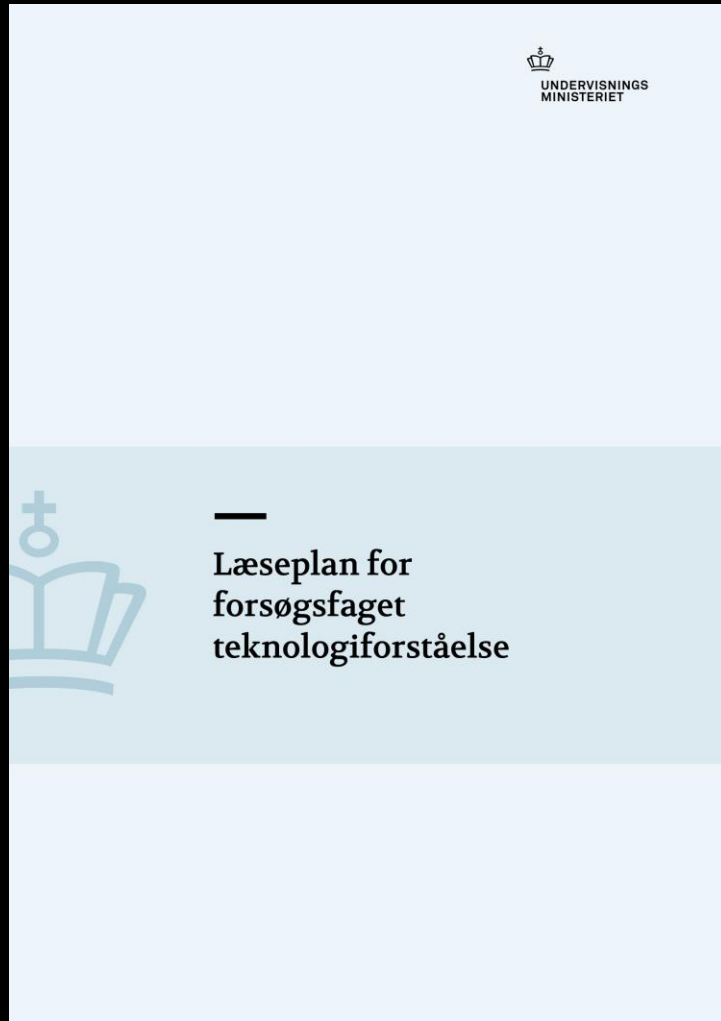 UNDERVISNINGS
MINISTERIET
Læseplan for
forsøgsfaget
teknologiforståelse